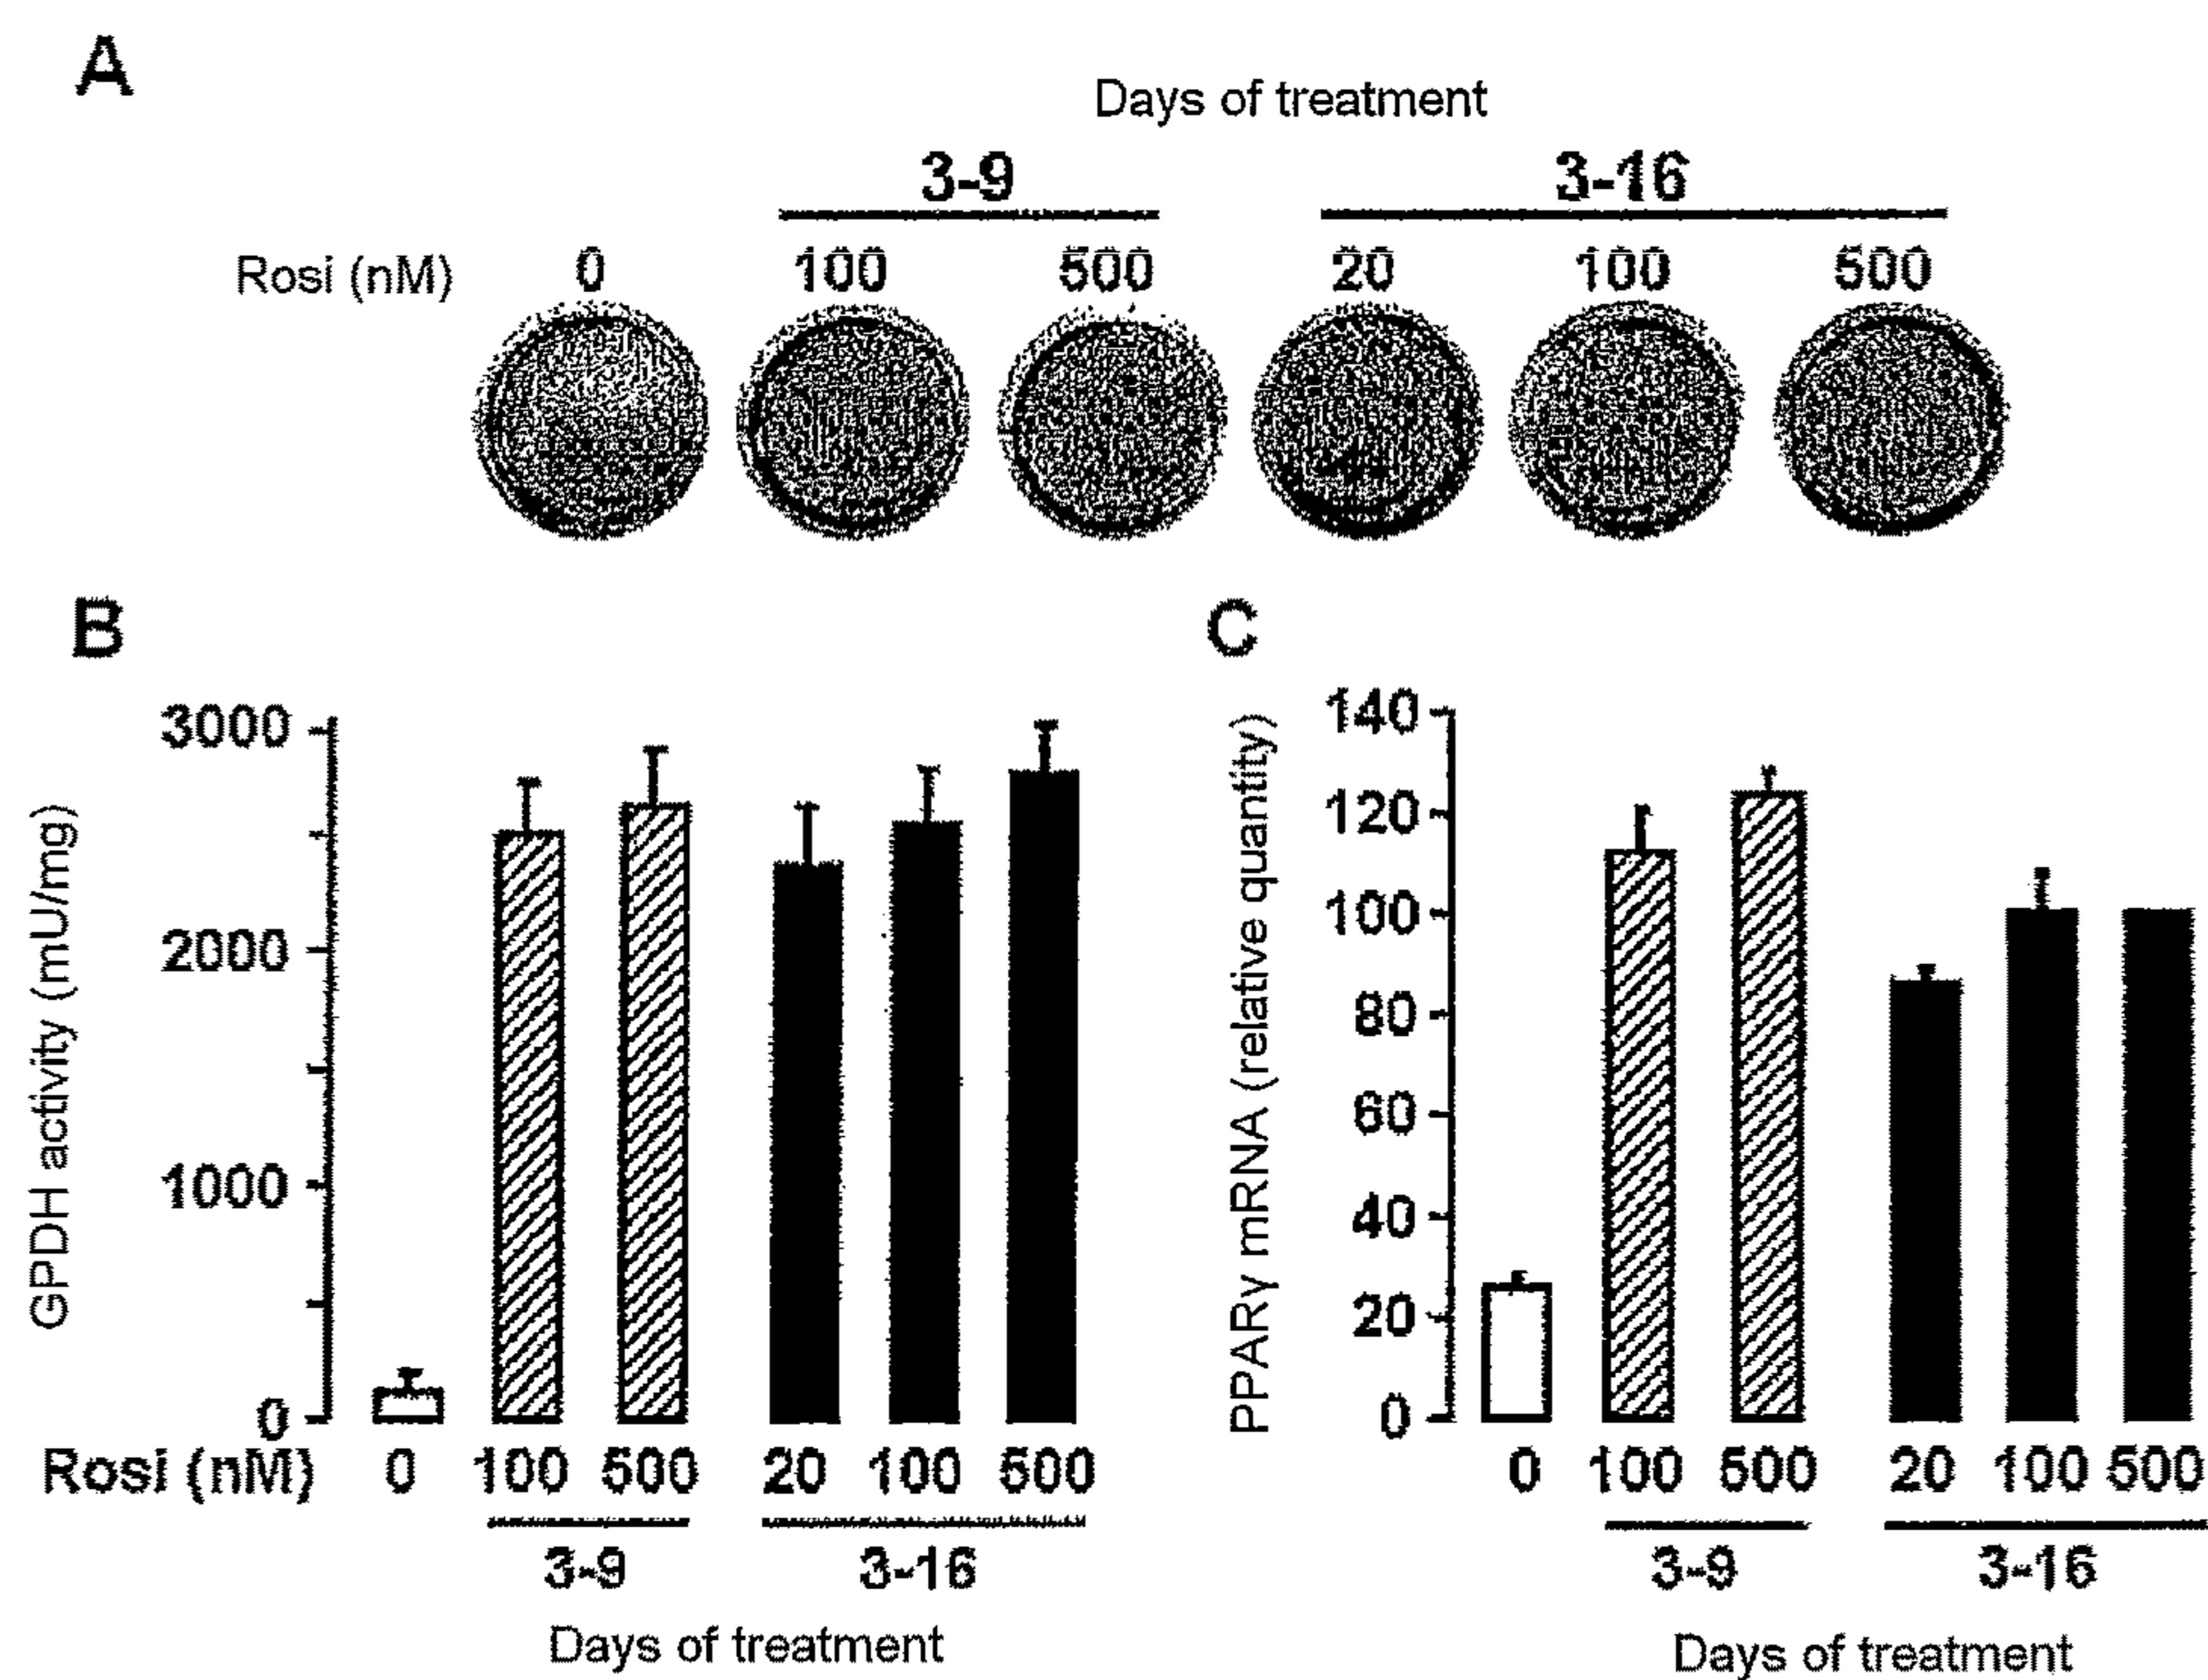 A
Days of treatment
3-9 3-16
Rosi (nM) 0 100 500 20 100 500
B
GPDH activity (mU/mg)
3000
2000
1000
0
Rosi (nM) 0 100 500 20 100 500
3-9 3-16
Days of treatment
C
PPARγ mRNA (relative quantity)
140
120
100
80
60
40
20
0
0 100 500 20 100 500
3-9 3-16
Days of treatment